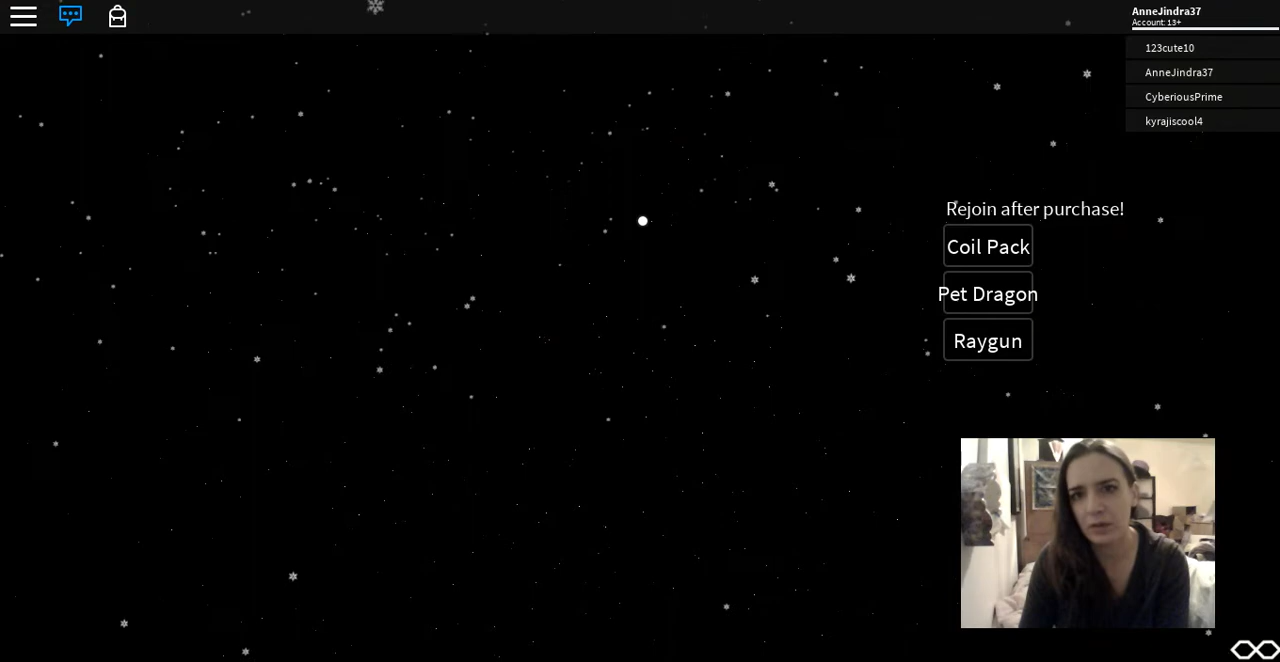 AnneJindra37
Account: 13+
123cute10
AnneJindra37
CyberiousPrime
kyrajiscool4
Rejoin after purchase!
Coil Pack
Pet Dragon
Raygun